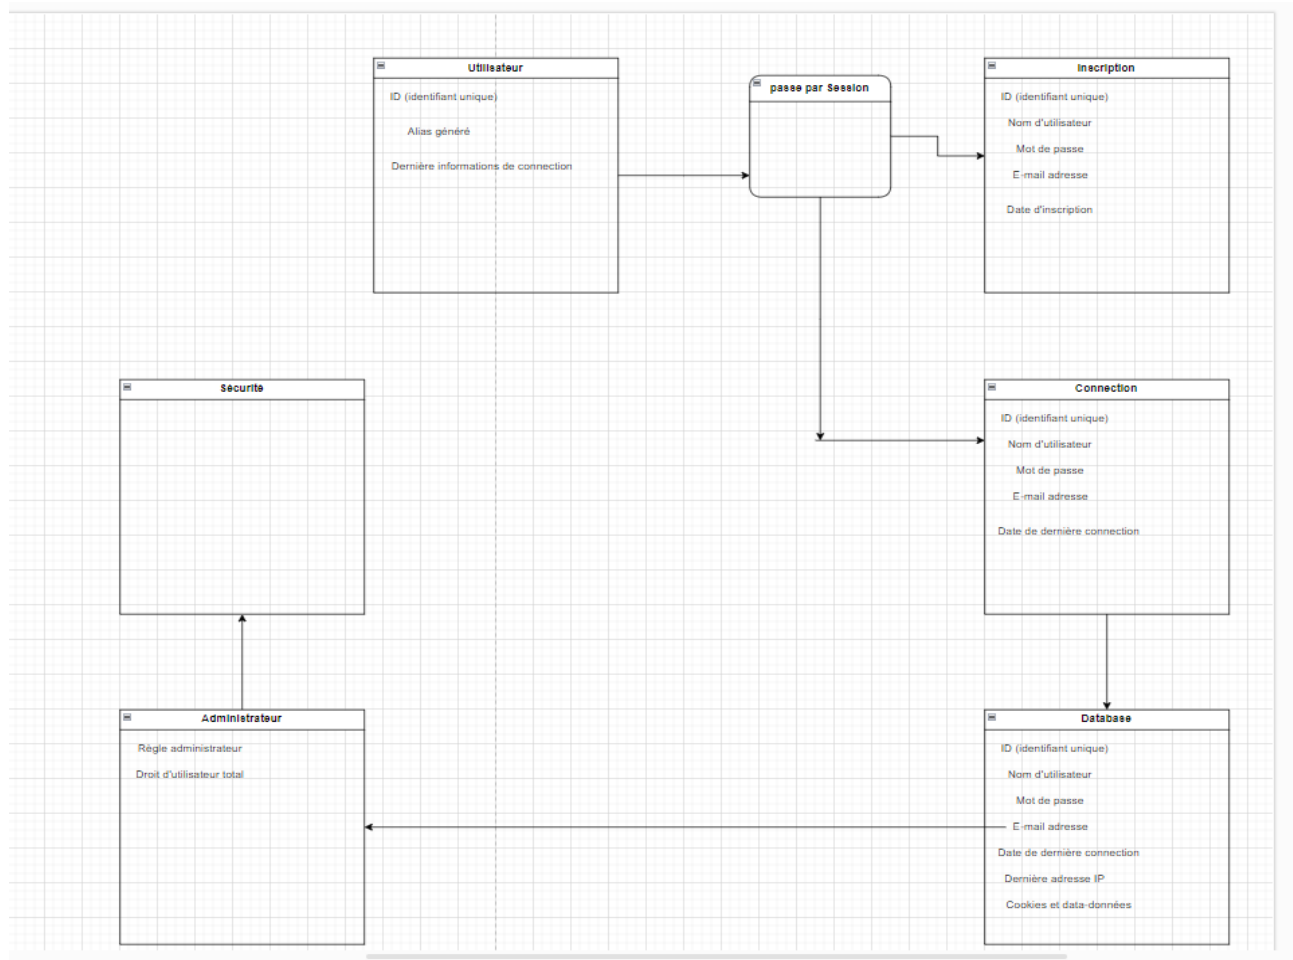 Utilisateur
ID (identifiant unique)
Alias généré
Dernière informations de connection
passe par Session
Inscription
ID (identifiant unique)
Nom d'utilisateur
Mot de passe
E-mail adresse
Date d'inscription
Sécurité
Connection
ID (identifiant unique)
Nom d'utilisateur
Mot de passe
E-mail adresse
Date de dernière connection
Administrateur
Règle administrateur
Droit d'utilisateur total
Database
ID (identifiant unique)
Nom d'utilisateur
Mot de passe
E-mail adresse
Date de dernière connection
Dernière adresse IP
Cookies et data-données